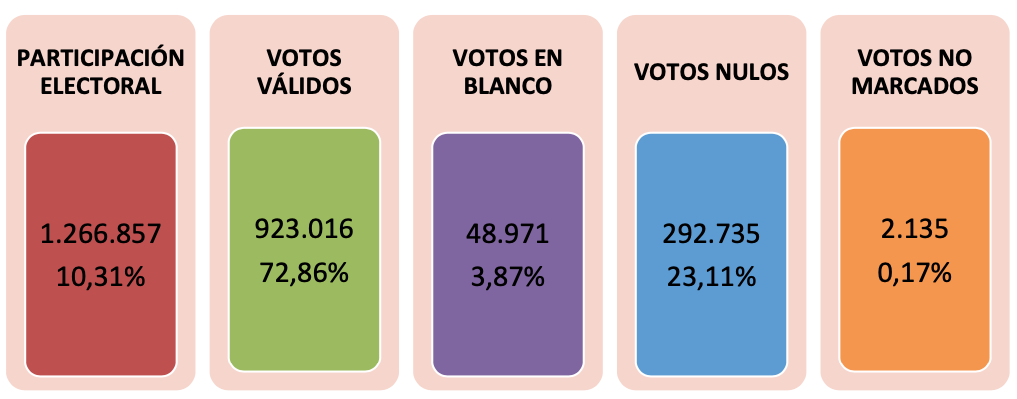 PARTICIPACIÓN
ELECTORAL
1.266.857
10,31%
VOTOS
VÁLIDOS
923.016
72,86%
VOTOS EN
BLANCO
48.971
3,87%
VOTOS NULOS
292.735
23,11%
VOTOS NO
MARCADOS
2.135
0,17%